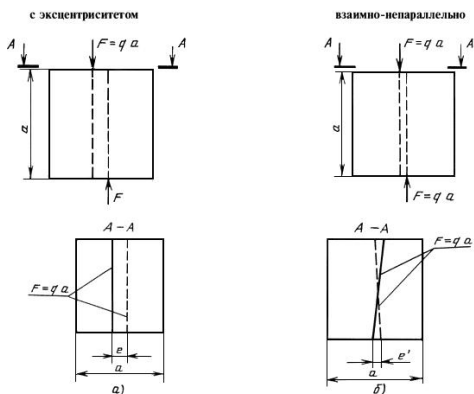 с эксцентриситетом
взаимно-непараллельно
A F=q a A
A F=q a A
a
a
F
F=q a
A – A
A – A
F=q a
F=q a
e
a
e'
a
а)
б)